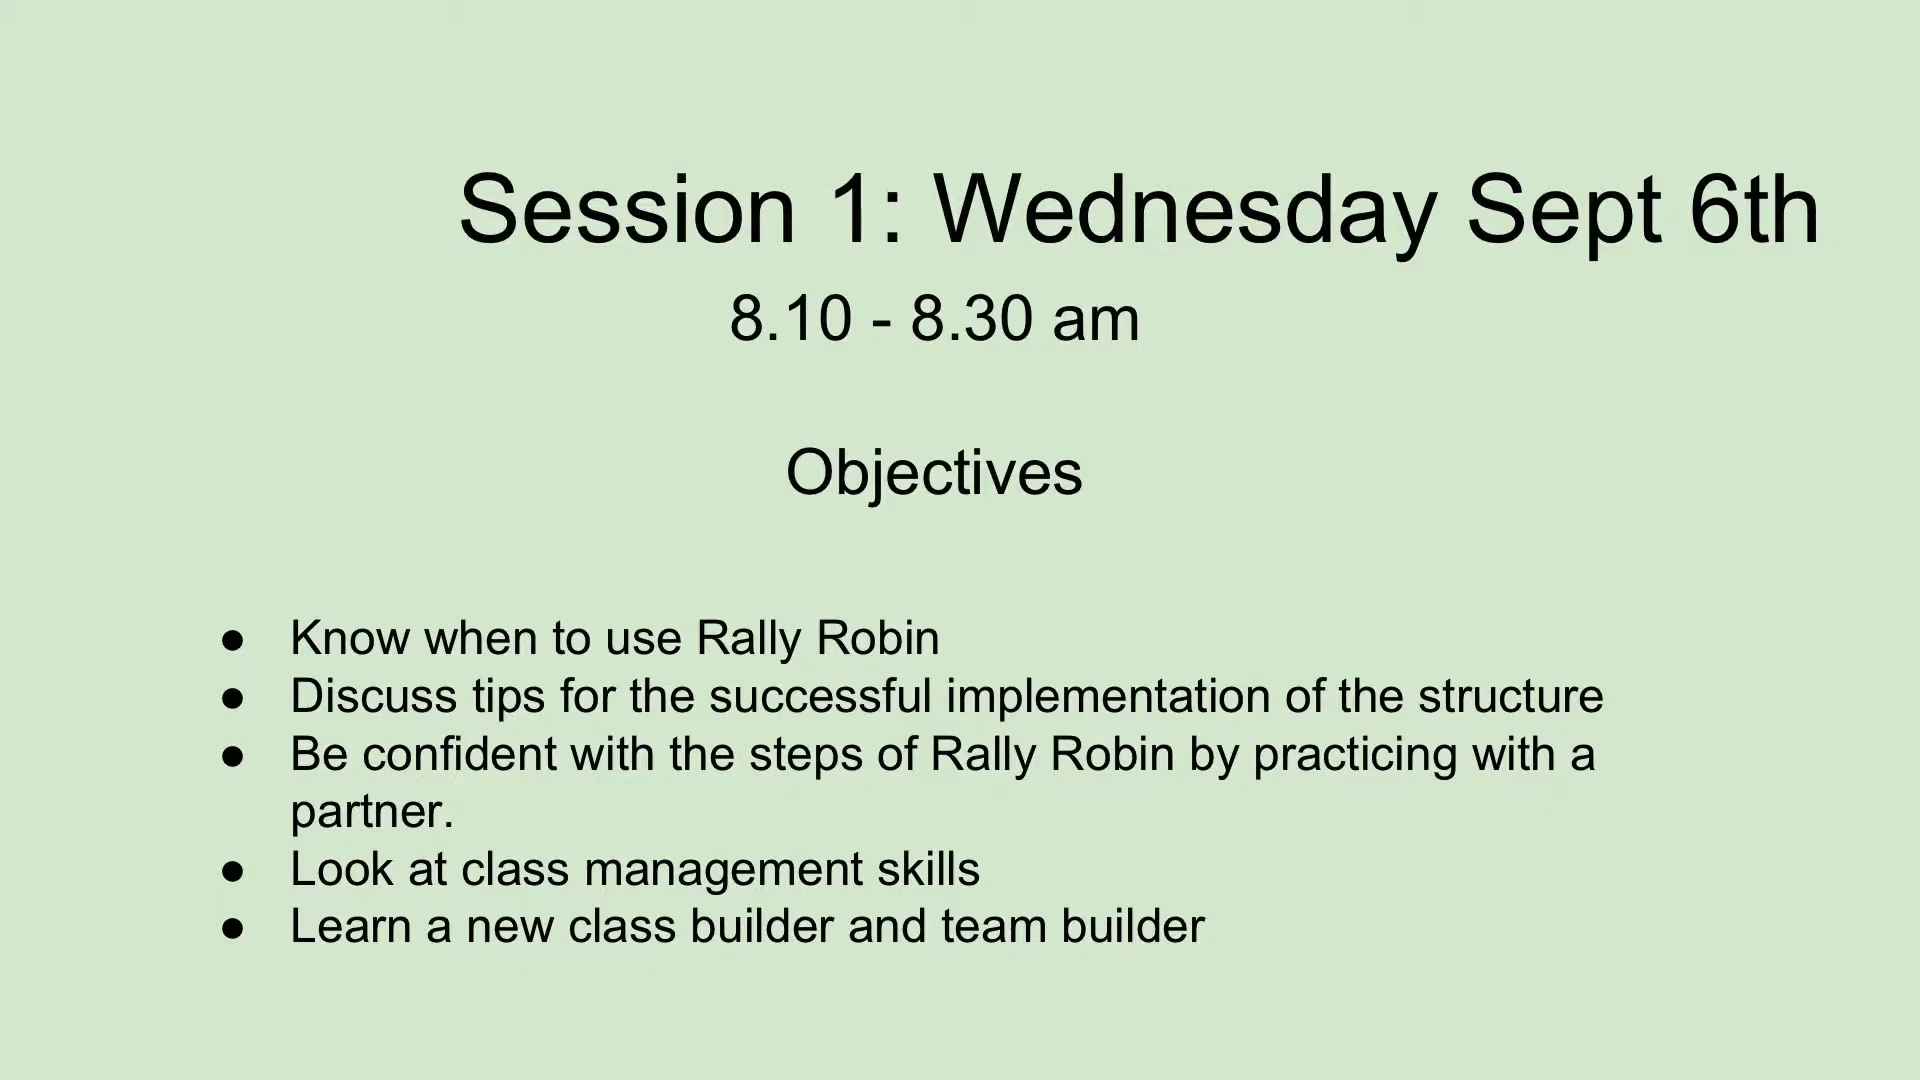 Session 1: Wednesday Sept 6th
8.10 - 8.30 am
Objectives
● Know when to use Rally Robin
● Discuss tips for the successful implementation of the structure
● Be confident with the steps of Rally Robin by practicing with a
partner.
● Look at class management skills
● Learn a new class builder and team builder